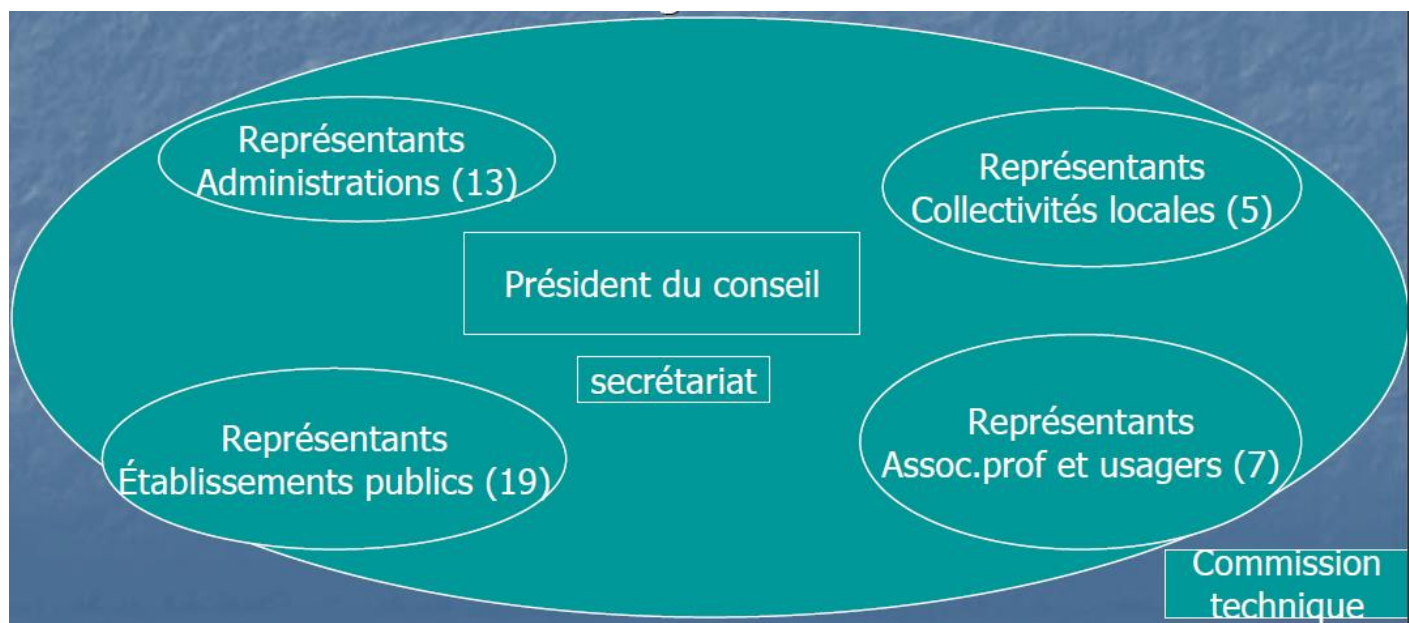 Représentants
Administrations (13)
Représentants
Collectivités locales (5)
Président du conseil
secrétariat
Représentants
Établissements publics (19)
Représentants
Assoc.prof et usagers (7)
Commission
technique